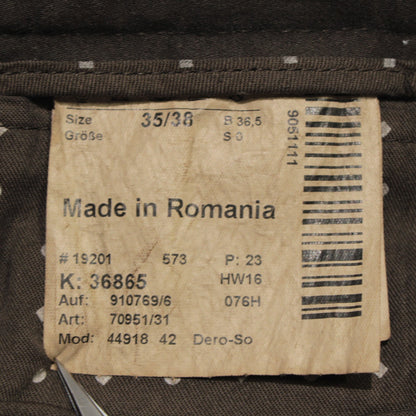 Size 35/38 B 36,5
Größe S 0
9051111
Made in Romania
# 19201 573 P: 23
K: 36865 HW16
Auf: 910769/6 076H
Art: 70951/31
Mod: 44918 42 Dero-So